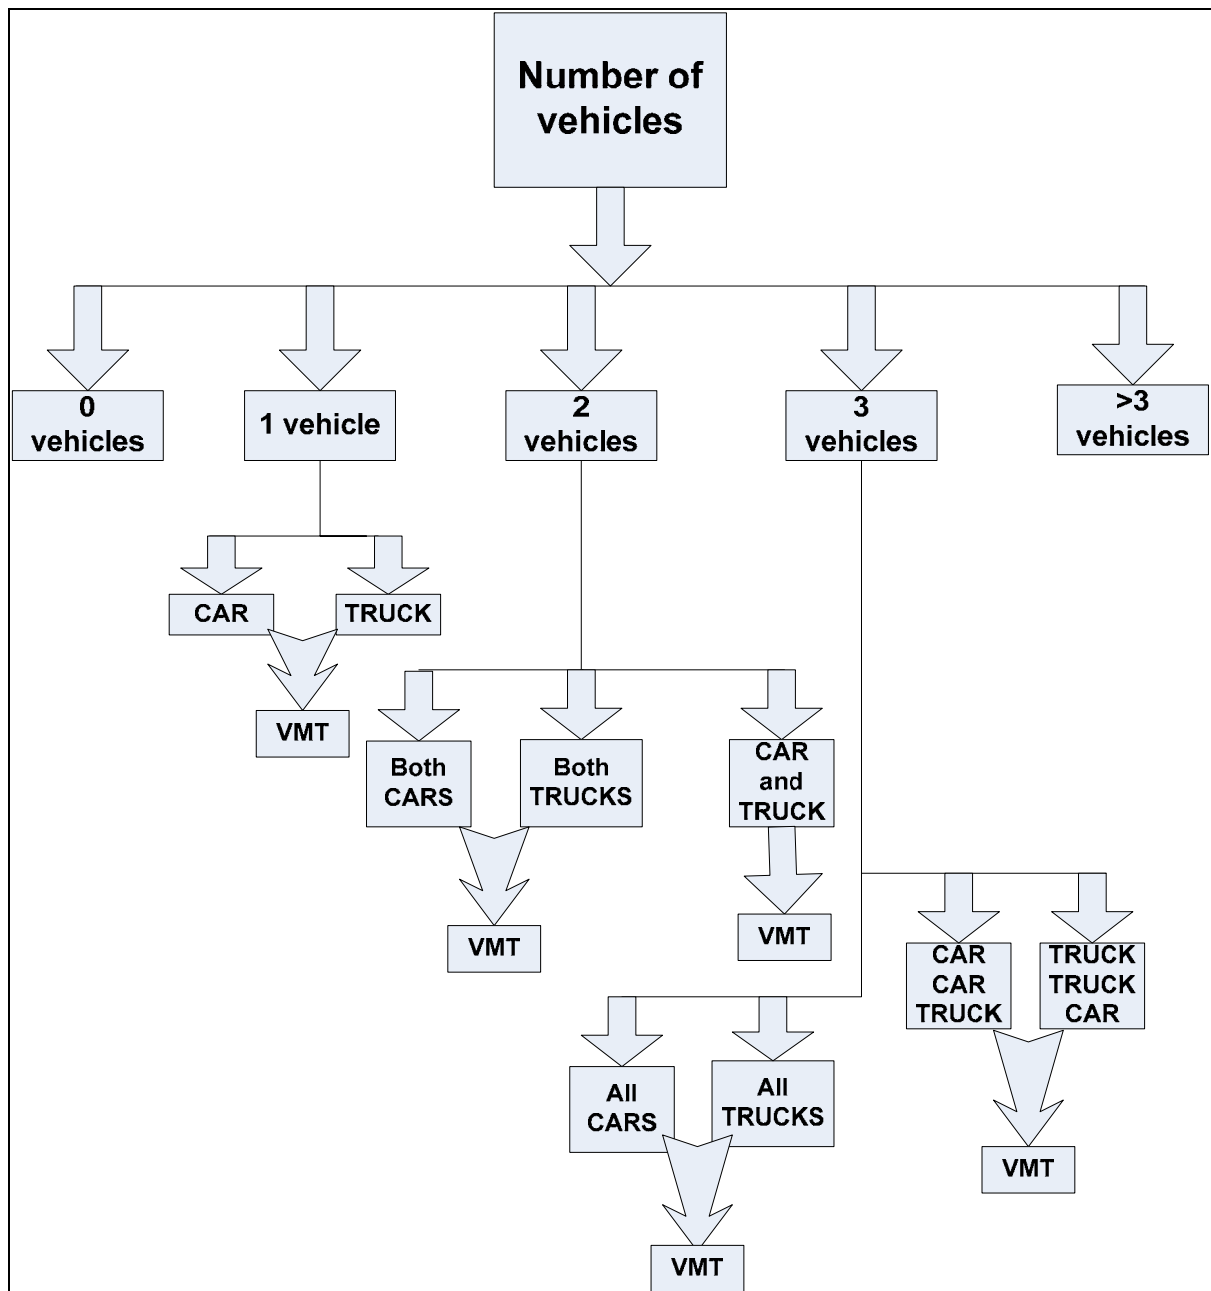 Number of
vehicles
0
vehicles
1 vehicle
2
vehicles
3
vehicles
>3
vehicles
CAR
TRUCK
VMT
Both
CARS
Both
TRUCKS
CAR
and
TRUCK
VMT
VMT
CAR
CAR
TRUCK
TRUCK
TRUCK
CAR
All
CARS
All
TRUCKS
VMT
VMT